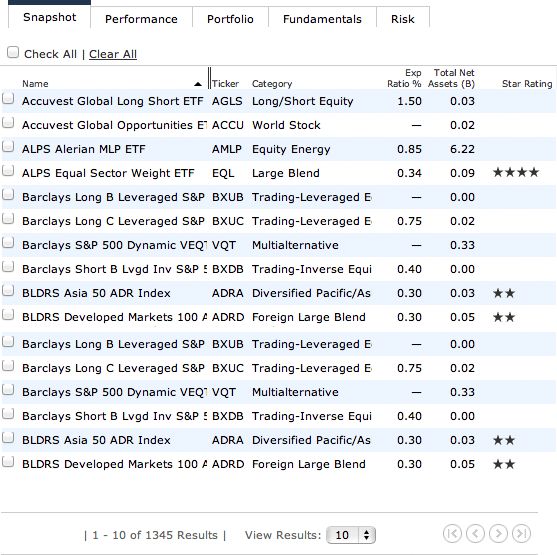 Snapshot Performance Portfolio Fundamentals Risk
Check All | Clear All
Exp Total Net
Name Ticker Category Ratio % Assets (B) Star Rating
Accuvest Global Long Short ETF AGLS Long/Short Equity 1.50 0.03
Accuvest Global Opportunities ET ACCU World Stock — 0.02
ALPS Alerian MLP ETF AMLP Equity Energy 0.85 6.22
ALPS Equal Sector Weight ETF EQL Large Blend 0.34 0.09 ★★★★
Barclays Long B Leveraged S&P BXUB Trading-Leveraged E — 0.00
Barclays Long C Leveraged S&P BXUC Trading-Leveraged E 0.75 0.02
Barclays S&P 500 Dynamic VEQT VQT Multialternative — 0.33
Barclays Short B Lvgd Inv S&P 5 BXDB Trading-Inverse Equi 0.40 0.00
BLDRS Asia 50 ADR Index ADRA Diversified Pacific/As 0.30 0.03 ★★
BLDRS Developed Markets 100 A ADRD Foreign Large Blend 0.30 0.05 ★★
Barclays Long B Leveraged S&P BXUB Trading-Leveraged E — 0.00
Barclays Long C Leveraged S&P BXUC Trading-Leveraged E 0.75 0.02
Barclays S&P 500 Dynamic VEQT VQT Multialternative — 0.33
Barclays Short B Lvgd Inv S&P 5 BXDB Trading-Inverse Equi 0.40 0.00
BLDRS Asia 50 ADR Index ADRA Diversified Pacific/As 0.30 0.03 ★★
BLDRS Developed Markets 100 A ADRD Foreign Large Blend 0.30 0.05 ★★
| 1 - 10 of 1345 Results | View Results: 10